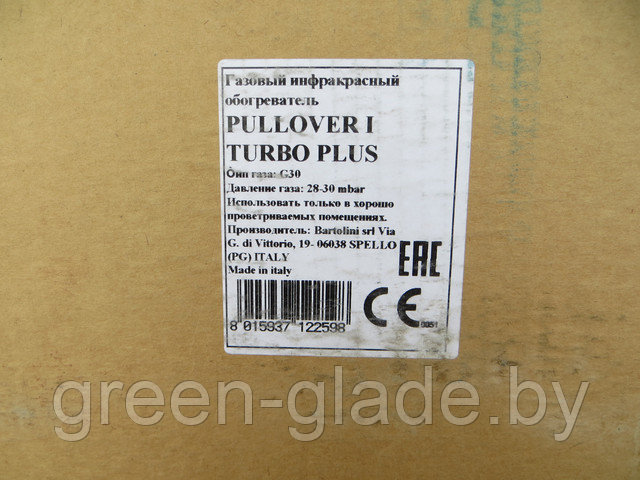 Газовый инфракрасный
обогреватель
PULLOVER I
TURBO PLUS
Оип газа: G30
Давление газа: 28-30 mbar
Использовать только в хорошо
проветриваемых помещениях.
Производитель: Bartolini srl Via
G. di Vittorio, 19- 06038 SPELLO
(PG) ITALY
Made in italy
EAC
CE
0051
8 015937 122598
green-glade.by